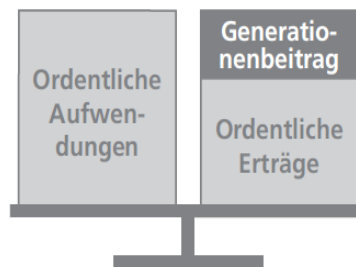 Ordentliche
Aufwen-
dungen
Generatio-
nenbeitrag
Ordentliche
Erträge